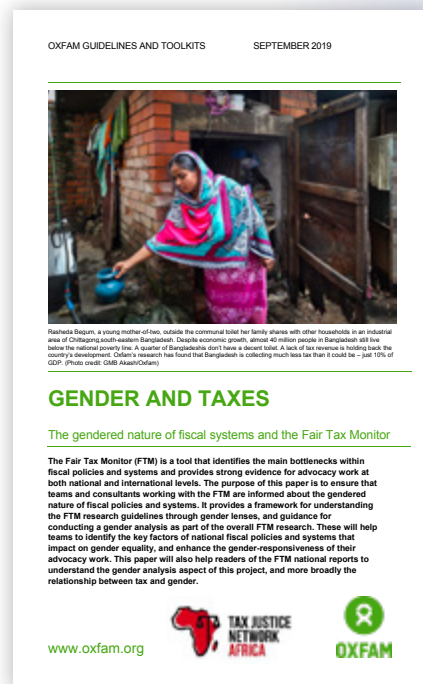 OXFAM GUIDELINES AND TOOLKITS SEPTEMBER 2019
Rasheda Begum, a young mother-of-two, outside the communal toilet her family shares with other households in an industrial
area of Chittagong,south-eastern Bangladesh. Despite economic growth, almost 40 million people in Bangladesh still live
below the national poverty line. A quarter of Bangladeshis don't have a decent toilet. A lack of tax revenue is holding back the
country's development. Oxfam's research has found that Bangladesh is collecting much less tax than it could be – just 10% of
GDP. (Photo credit: GMB Akash/Oxfam)
GENDER AND TAXES
The gendered nature of fiscal systems and the Fair Tax Monitor
The Fair Tax Monitor (FTM) is a tool that identifies the main bottlenecks within
fiscal policies and systems and provides strong evidence for advocacy work at
both national and international levels. The purpose of this paper is to ensure that
teams and consultants working with the FTM are informed about the gendered
nature of fiscal policies and systems. It provides a framework for understanding
the FTM research guidelines through gender lenses, and guidance for
conducting a gender analysis as part of the overall FTM research. These will help
teams to identify the key factors of national fiscal policies and systems that
impact on gender equality, and enhance the gender-responsiveness of their
advocacy work. This paper will also help readers of the FTM national reports to
understand the gender analysis aspect of this project, and more broadly the
relationship between tax and gender.
www.oxfam.org
TAX JUSTICE
NETWORK
AFRICA
OXFAM